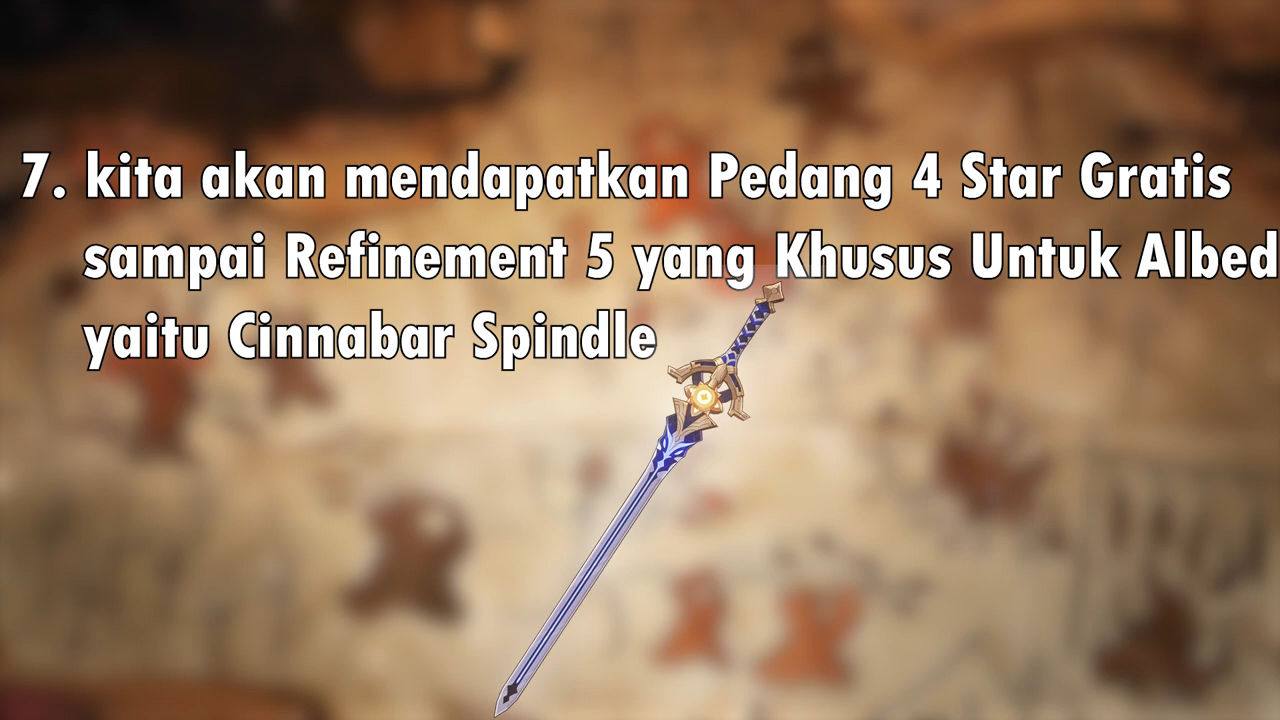 7. kita akan mendapatkan Pedang 4 Star Gratis
sampai Refinement 5 yang Khusus Untuk Albed
yaitu Cinnabar Spindle